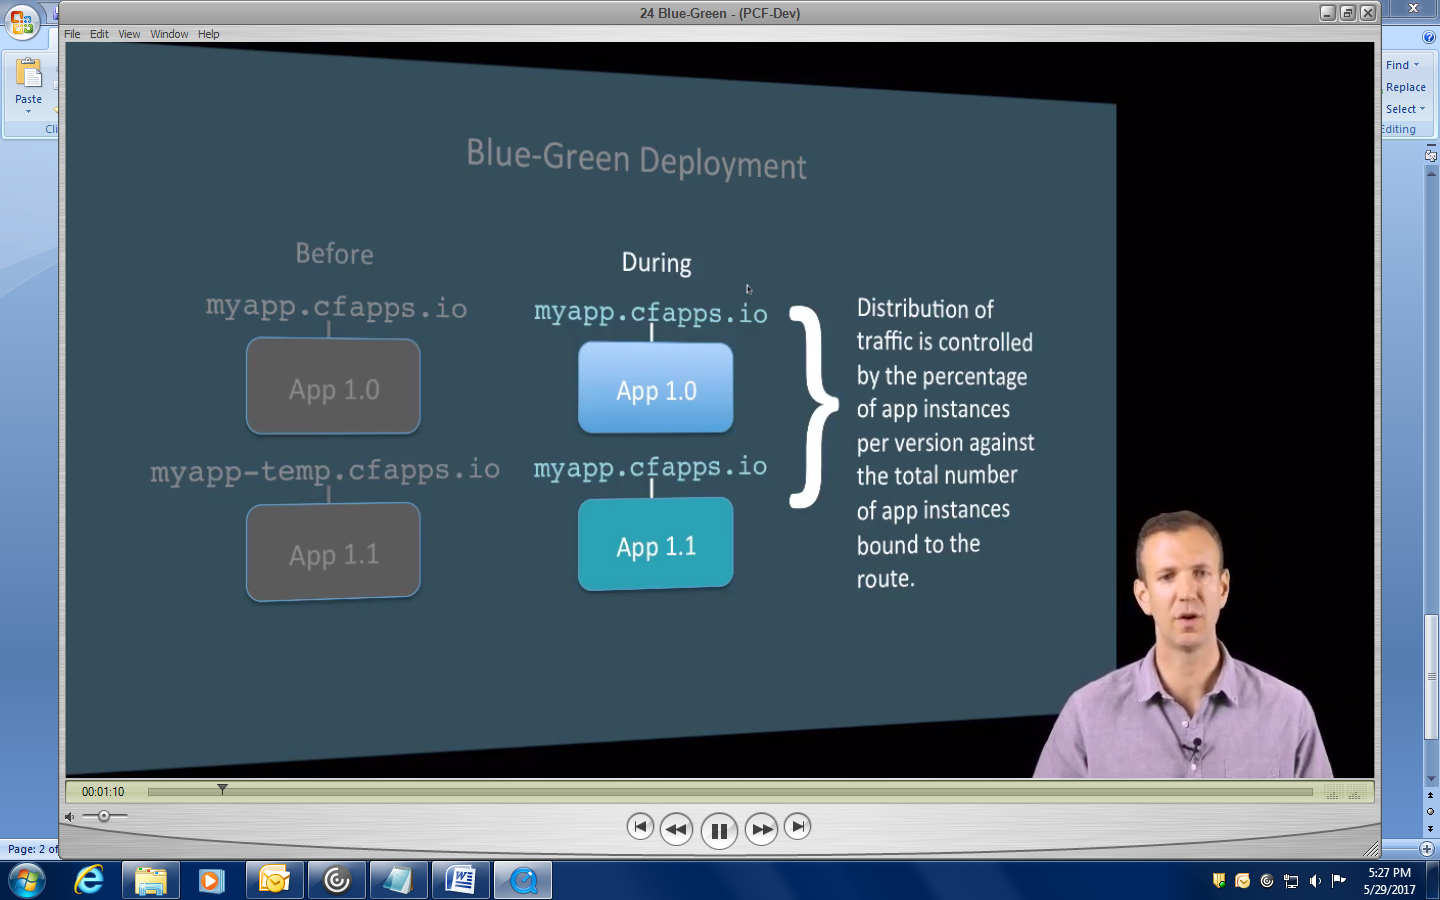 24 Blue-Green - (PCF-Dev)
File Edit View Window Help
Paste
Find
Replace
Select
Editing
Blue-Green Deployment
Before
myapp.cfapps.io
App 1.0
myapp-temp.cfapps.io
App 1.1
During
myapp.cfapps.io
App 1.0
myapp.cfapps.io
App 1.1
Distribution of
traffic is controlled
by the percentage
of app instances
per version against
the total number
of app instances
bound to the
route.
00:01:10
Page: 2 of
5:27 PM
5/29/2017